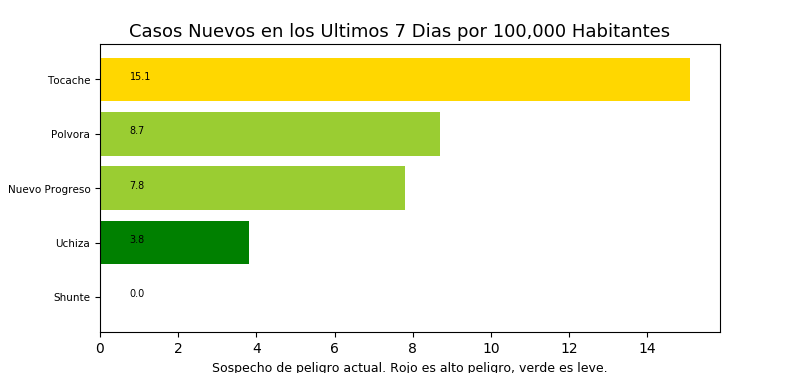 Casos Nuevos en los Ultimos 7 Dias por 100,000 Habitantes
Tocache 15.1
Polvora 8.7
Nuevo Progreso 7.8
Uchiza 3.8
Shunte 0.0
0 2 4 6 8 10 12 14
Sospecho de peligro actual. Rojo es alto peligro, verde es leve.